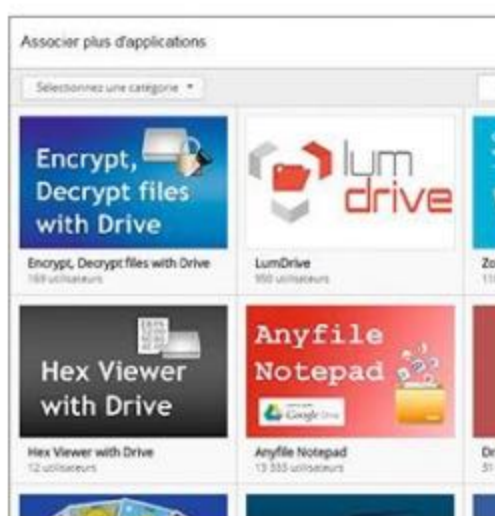 Associer plus d'applications
Sélectionnez une catégorie
Encrypt,
Decrypt files
with Drive
lum
drive
Encrypt, Decrypt files with Drive
169 utilisateurs
LumDrive
950 utilisateurs
Zo
Hex Viewer
with Drive
Anyfile
Notepad
Google Drive
Hex Viewer with Drive
12 utilisateurs
Anyfile Notepad
13 333 utilisateurs